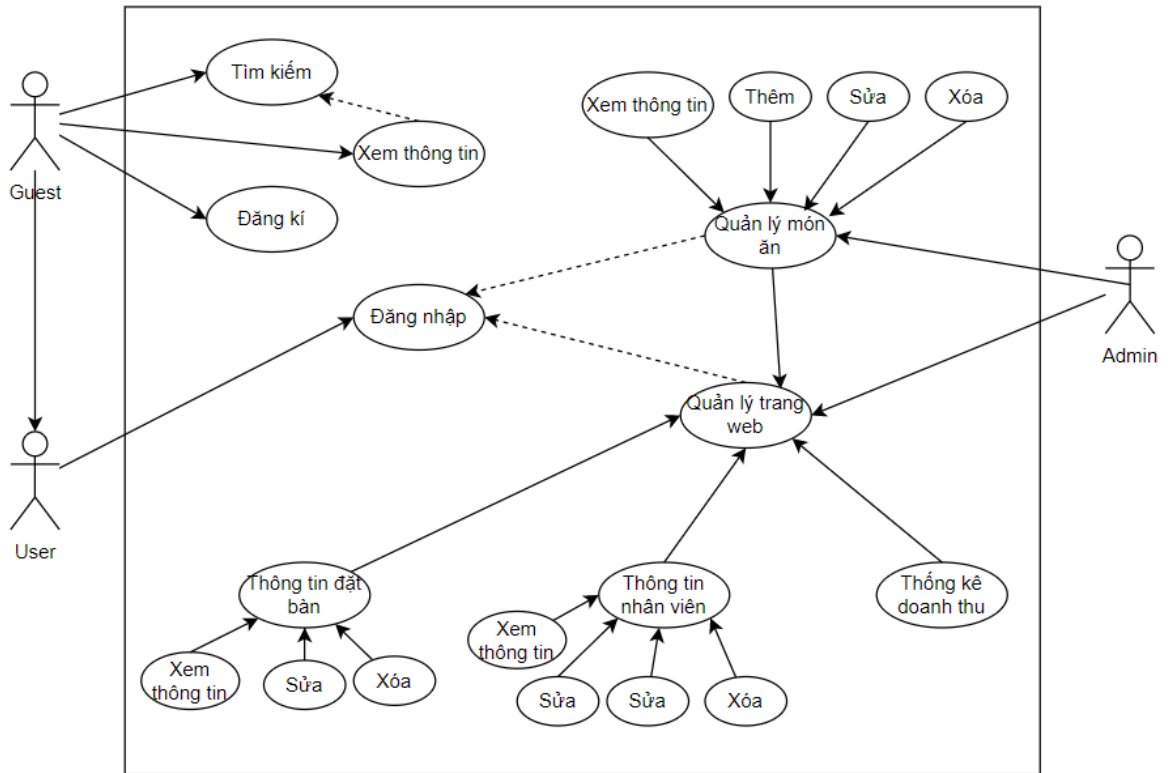 Tìm kiếm
Xem thông tin
Đăng kí
Guest
Xem thông tin
Thêm
Sửa
Xóa
Quản lý món
ăn
Đăng nhập
Admin
Quản lý trang
web
User
Thông tin đặt
bàn
Xem
thông tin
Sửa
Xóa
Thông tin
nhân viên
Xem
thông tin
Sửa
Sửa
Xóa
Thống kê
doanh thu